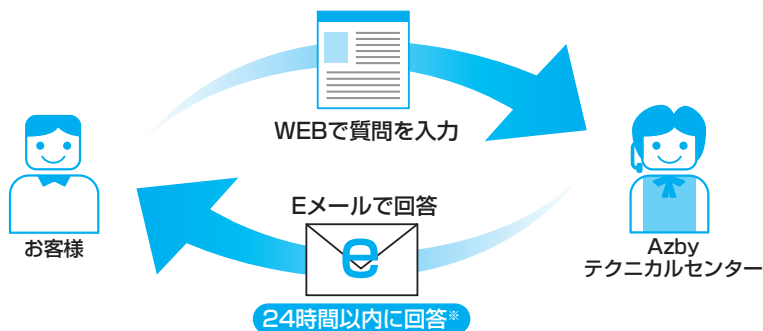 WEBで質問を入力
お客様
Eメールで回答
e
24時間以内に回答※
Azby
テクニカルセンター